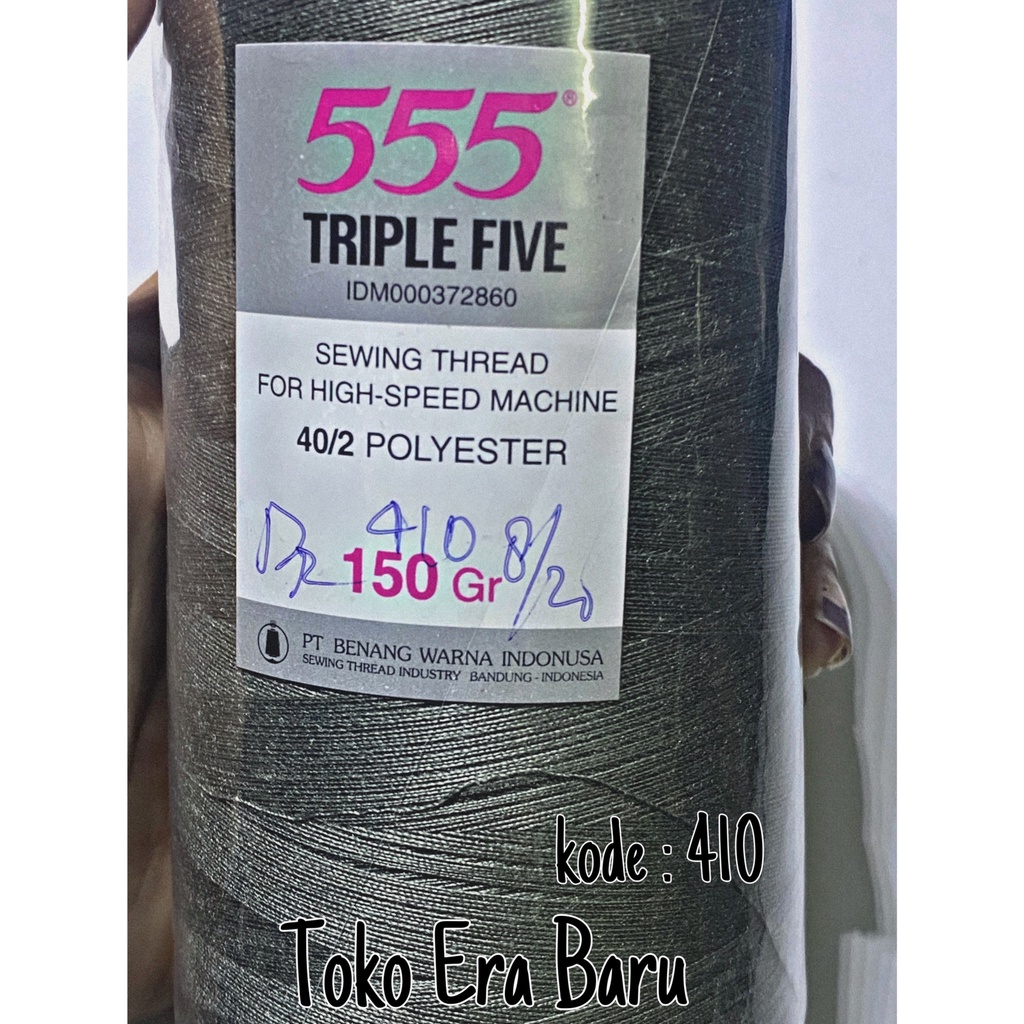 555®
TRIPLE FIVE
IDM000372860
SEWING THREAD
FOR HIGH-SPEED MACHINE
40/2 POLYESTER
410 8/20
150 Gr
PT BENANG WARNA INDONUSA
SEWING THREAD INDUSTRY BANDUNG - INDONESIA
kode : 410
Toko Era Baru